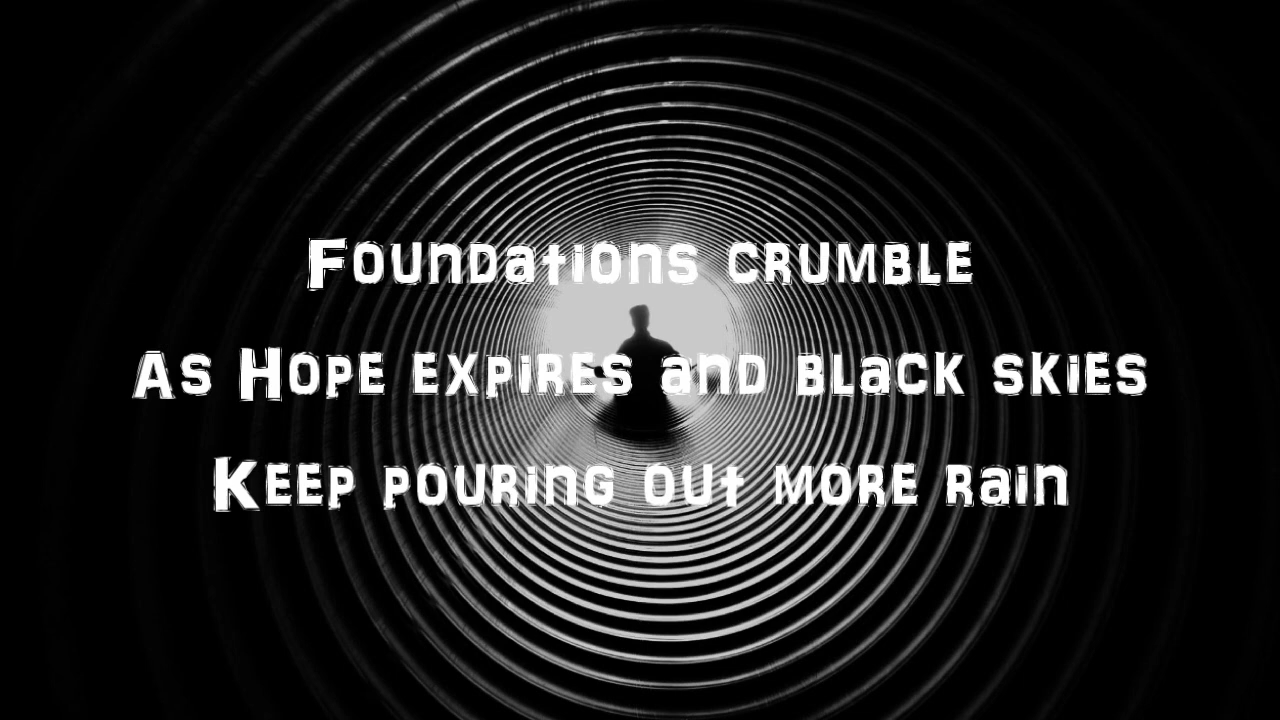 Foundations crumble
As Hope expires and black skies
Keep pouring out more rain